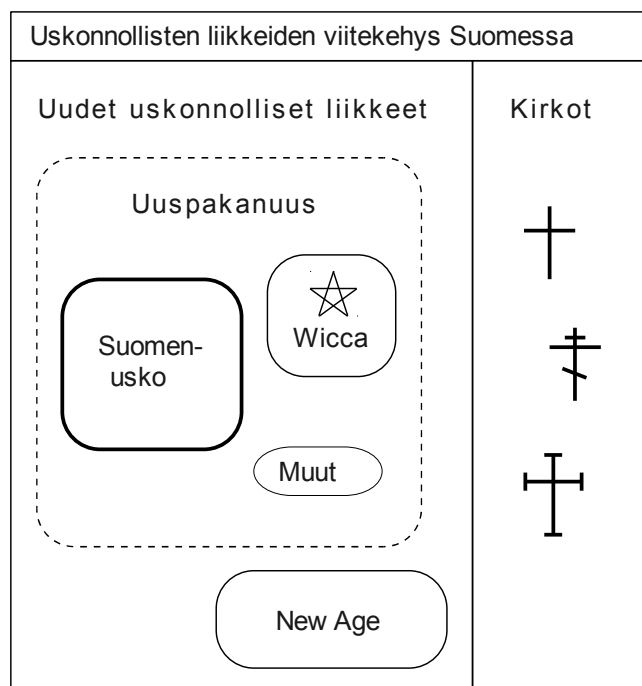 Uskonnollisten liikkeiden viitekehys Suomessa
Uudet uskonnolliset liikkeet
Kirkot
Uuspakanuus
Suomen-
usko
Wicca
Muut
New Age